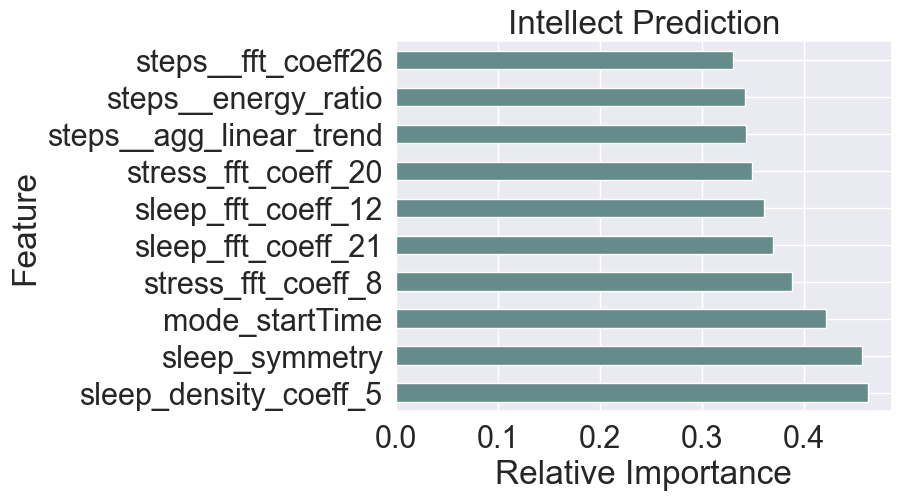 Intellect Prediction
steps__fft_coeff26
steps__energy_ratio
steps__agg_linear_trend
stress_fft_coeff_20
sleep_fft_coeff_12
sleep_fft_coeff_21
stress_fft_coeff_8
mode_startTime
sleep_symmetry
sleep_density_coeff_5
Feature
0.0 0.1 0.2 0.3 0.4
Relative Importance